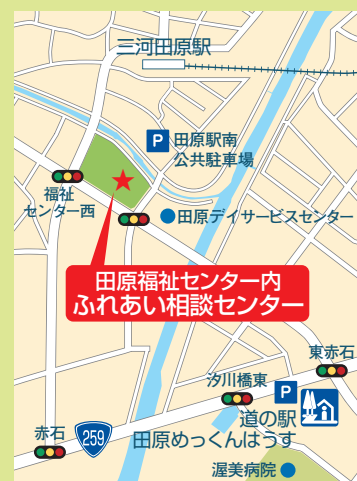 三河田原駅
P
田原駅南
公共駐車場
福祉
センター西
田原デイサービスセンター
田原福祉センター内
ふれあい相談センター
東赤石
汐川橋東
P
赤石
259
道の駅
田原めっくんはうす
渥美病院